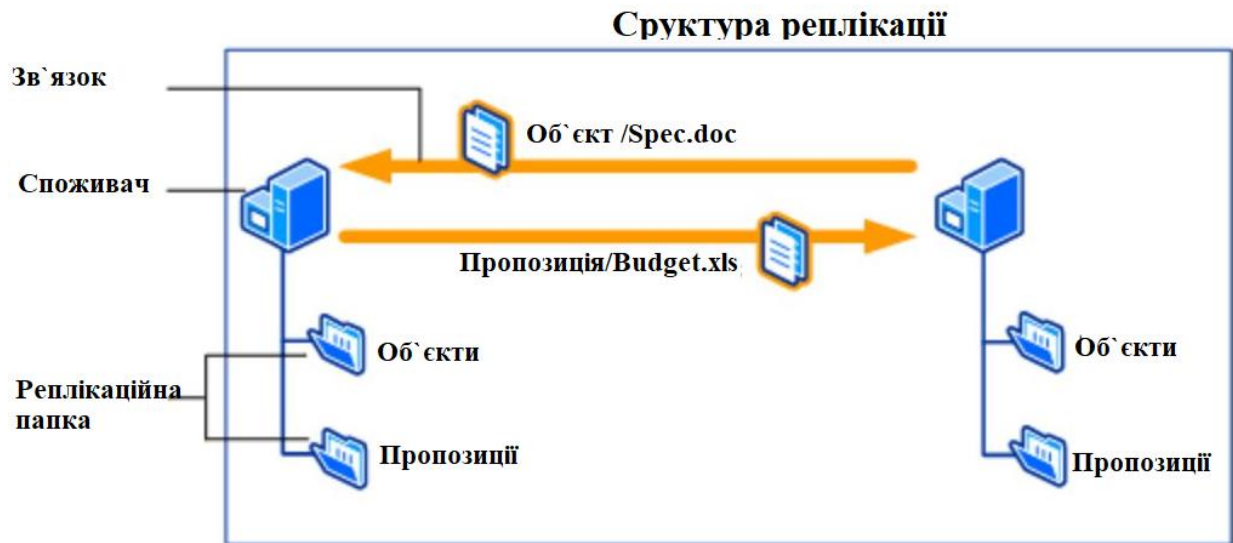 Сруктура реплікації
Зв`язок
Об`єкт /Spec.doc
Споживач
Пропозиція/Budget.xls
Об`єкти
Об`єкти
Реплікаційна
папка
Пропозиції
Пропозиції